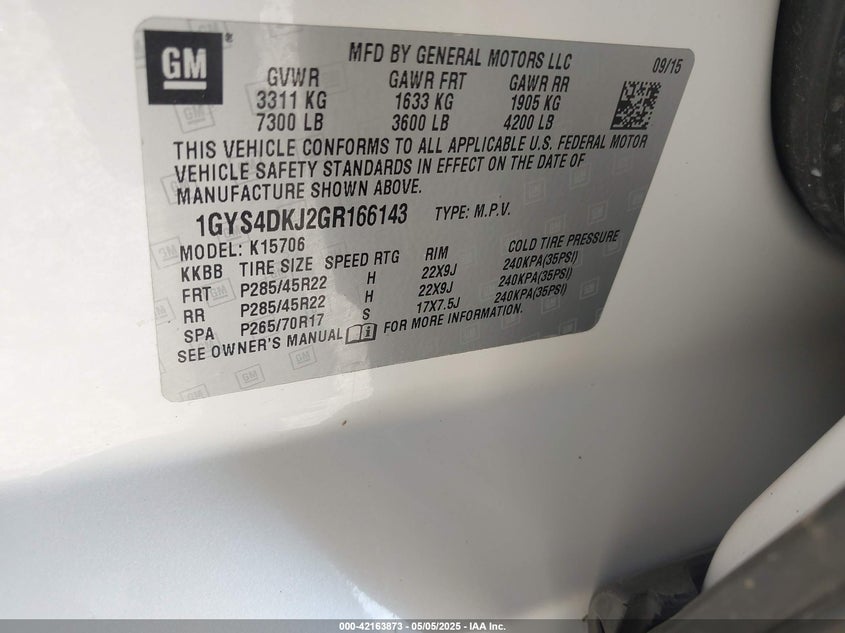 GM
MFD BY GENERAL MOTORS LLC 09/15
GVWR GAWR FRT GAWR RR
3311 KG 1633 KG 1905 KG
7300 LB 3600 LB 4200 LB
THIS VEHICLE CONFORMS TO ALL APPLICABLE U.S. FEDERAL MOTOR
VEHICLE SAFETY STANDARDS IN EFFECT ON THE DATE OF
MANUFACTURE SHOWN ABOVE.
1GYS4DKJ2GR166143 TYPE: M.P.V.
MODEL: K15706
KKBB TIRE SIZE SPEED RTG RIM COLD TIRE PRESSURE
FRT P285/45R22 H 22X9J 240KPA(35PSI)
RR P285/45R22 H 22X9J 240KPA(35PSI)
SPA P265/70R17 S 17X7.5J 240KPA(35PSI)
SEE OWNER'S MANUAL FOR MORE INFORMATION.
000-42163873 - 05/05/2025 - IAA Inc.